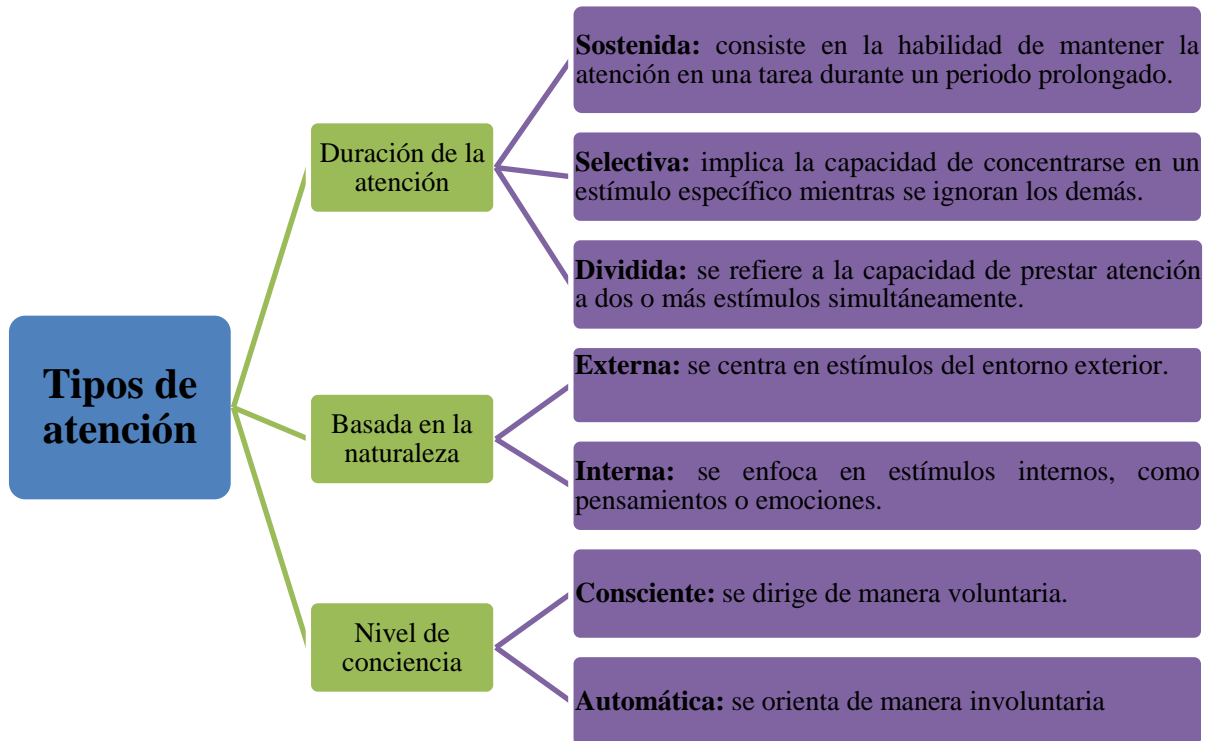 Tipos de
atención
Duración de la
atención
Sostenida: consiste en la habilidad de mantener la
atención en una tarea durante un periodo prolongado.
Selectiva: implica la capacidad de concentrarse en un
estímulo específico mientras se ignoran los demás.
Dividida: se refiere a la capacidad de prestar atención
a dos o más estímulos simultáneamente.
Basada en la
naturaleza
Externa: se centra en estímulos del entorno exterior.
Interna: se enfoca en estímulos internos, como
pensamientos o emociones.
Nivel de
conciencia
Consciente: se dirige de manera voluntaria.
Automática: se orienta de manera involuntaria